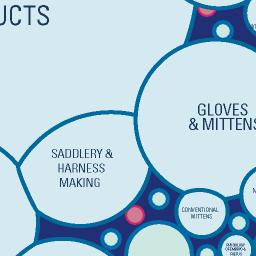 UCTS
GLOVES
& MITTENS
SADDLERY &
HARNESS
MAKING
CONVENTIONAL
MITTENS